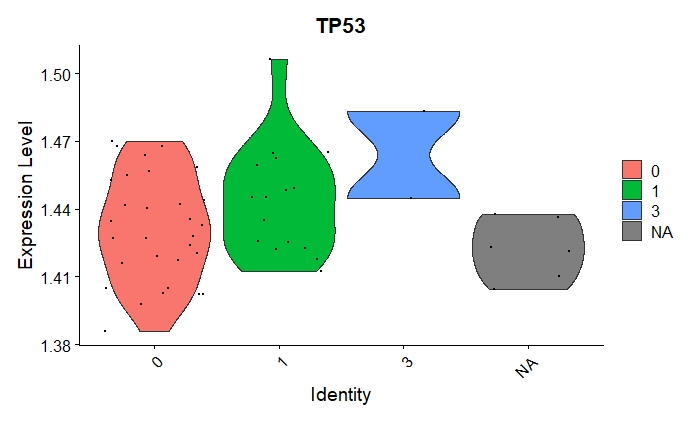 TP53
Expression Level
1.50
1.47
1.44
1.41
1.38
0
1
3
NA
Identity
0
1
3
NA